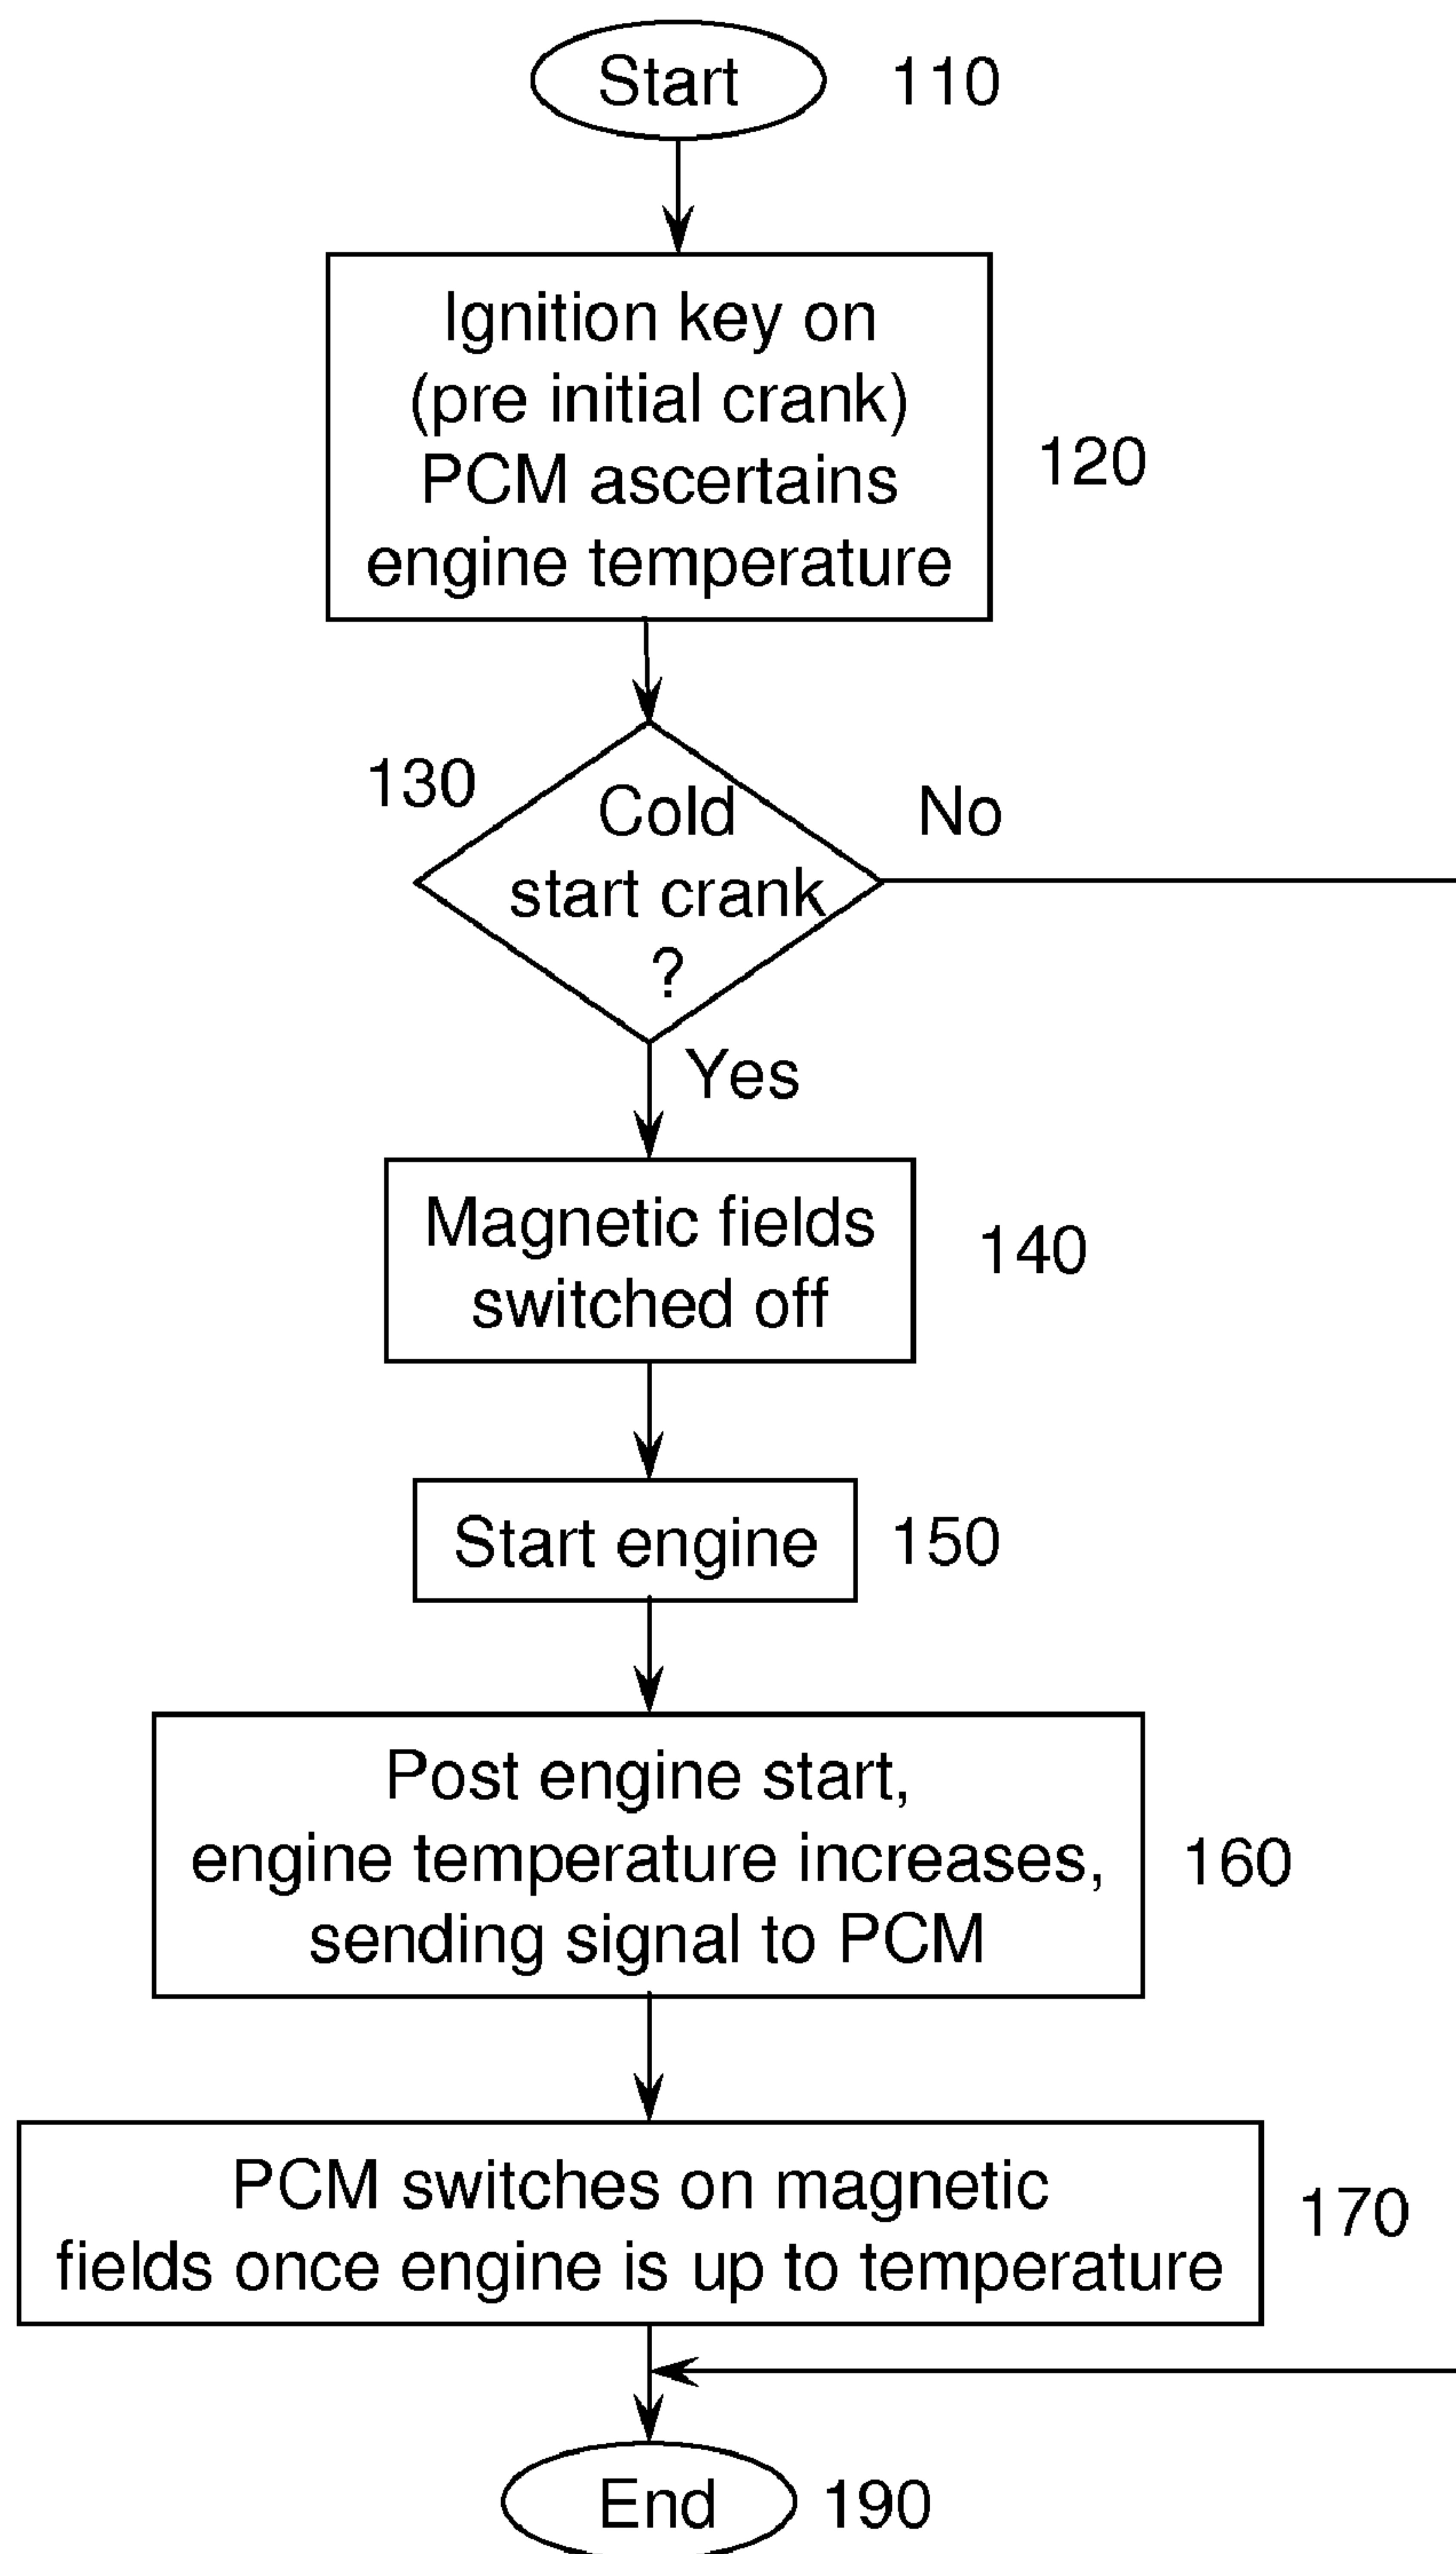 Start
110
Ignition key on
(pre initial crank)
PCM ascertains
engine temperature
120
130
Cold
start crank
?
No
Yes
Magnetic fields
switched off
140
Start engine
150
Post engine start,
engine temperature increases,
sending signal to PCM
160
PCM switches on magnetic
fields once engine is up to temperature
170
End
190